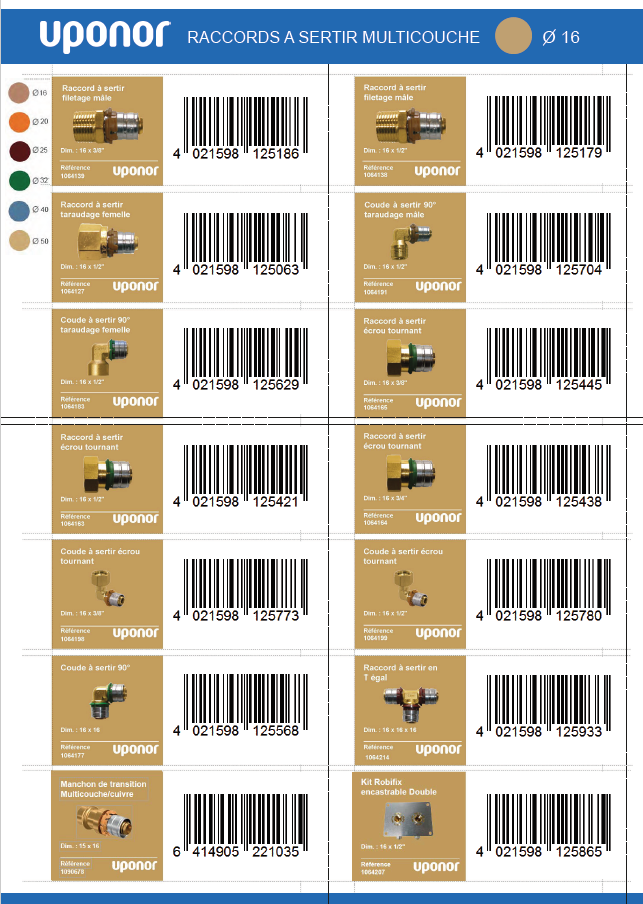 uponor RACCORDS A SERTIR MULTICOUCHE Ø 16
Ø16
Ø 20
Ø 25
Ø 32
Ø 40
Ø 50
Raccord à sertir
filetage mâle
Dim. : 16 x 3/8"
Référence
1064139
uponor
4 021598 125186
Raccord à sertir
filetage mâle
Dim. : 16 x 1/2"
Référence
1064138
uponor
4 021598 125179
Raccord à sertir
taraudage femelle
Dim. : 16 x 1/2"
Référence
1064127
uponor
4 021598 125063
Coude à sertir 90°
taraudage mâle
Dim. : 16 x 1/2"
Référence
1064191
uponor
4 021598 125704
Coude à sertir 90°
taraudage femelle
Dim. : 16 x 1/2"
Référence
1064183
uponor
4 021598 125629
Raccord à sertir
écrou tournant
Dim. : 16 x 3/8"
Référence
1064165
uponor
4 021598 125445
Raccord à sertir
écrou tournant
Dim. : 16 x 1/2"
Référence
1064163
uponor
4 021598 125421
Raccord à sertir
écrou tournant
Dim. : 16 x 3/4"
Référence
1064164
uponor
4 021598 125438
Coude à sertir écrou
tournant
Dim. : 16 x 3/8"
Référence
1064198
uponor
4 021598 125773
Coude à sertir écrou
tournant
Dim. : 16 x 1/2"
Référence
1064199
uponor
4 021598 125780
Coude à sertir 90°
Dim. : 16 x 16
Référence
1064177
uponor
4 021598 125568
Raccord à sertir en
T égal
Dim. : 16 x 16 x 16
Référence
1064214
uponor
4 021598 125933
Manchon de transition
Multicouche/cuivre
Dim. : 15 x 16
Référence
1090678
uponor
6 414905 221035
Kit Robifix
encastrable Double
Dim. : 16 x 1/2"
Référence
1064207
uponor
4 021598 125865